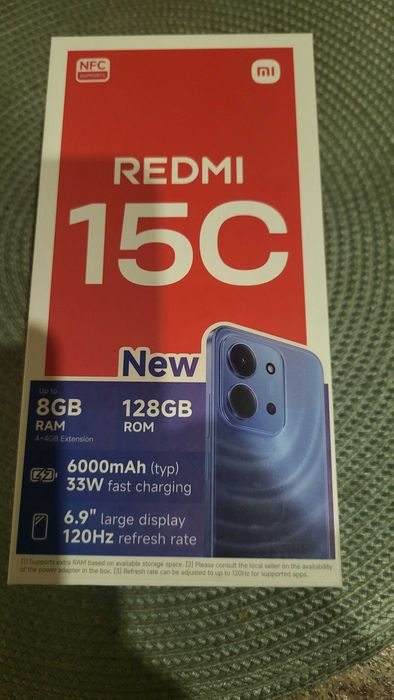 NFC
SUPPORTS
mi
REDMI
15C
New
Up to
8GB
RAM
4+4GB Extension
128GB
ROM
6000mAh (typ)
33W fast charging
6.9" large display
120Hz refresh rate
[1] Supports extra RAM based on available storage space. [2] Please consult the local seller on the availability
of the power adapter in the box. [3] Refresh rate can be adjusted to up to 120Hz for supported apps.